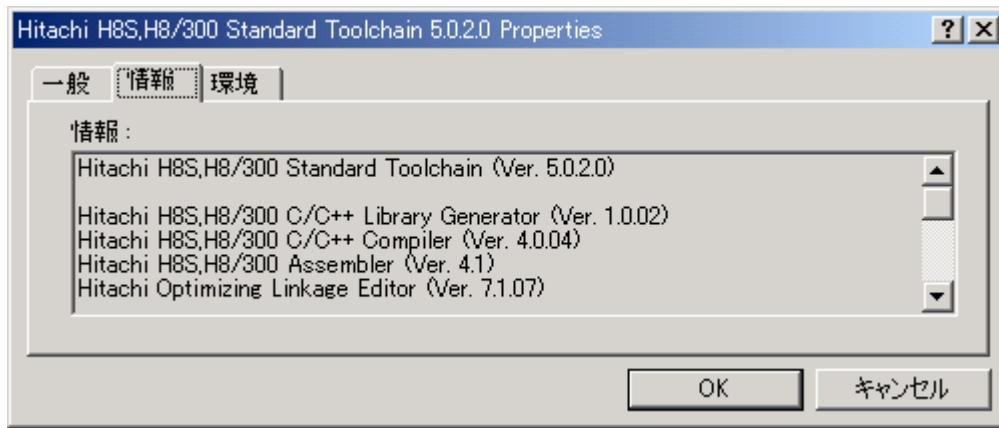 Hitachi H8S,H8/300 Standard Toolchain 5.0.2.0 Properties
一般 情報 環境
情報 :
Hitachi H8S,H8/300 Standard Toolchain (Ver. 5.0.2.0)
Hitachi H8S,H8/300 C/C++ Library Generator (Ver. 1.0.02)
Hitachi H8S,H8/300 C/C++ Compiler (Ver. 4.0.04)
Hitachi H8S,H8/300 Assembler (Ver. 4.1)
Hitachi Optimizing Linkage Editor (Ver. 7.1.07)
OK キャンセル